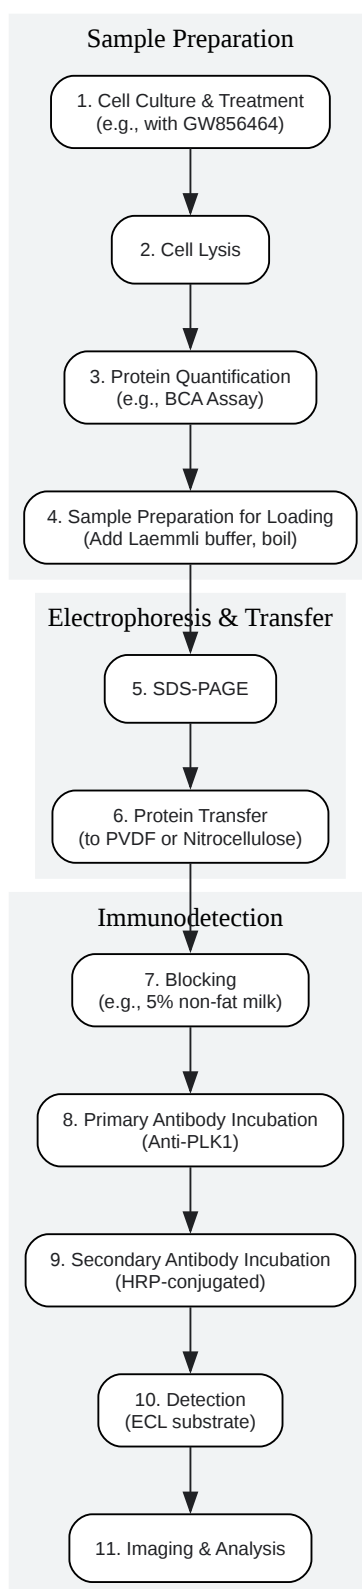 Sample Preparation
1. Cell Culture & Treatment
(e.g., with GW856464)
2. Cell Lysis
3. Protein Quantification
(e.g., BCA Assay)
4. Sample Preparation for Loading
(Add Laemmli buffer, boil)
Electrophoresis & Transfer
5. SDS-PAGE
6. Protein Transfer
(to PVDF or Nitrocellulose)
Immunodetection
7. Blocking
(e.g., 5% non-fat milk)
8. Primary Antibody Incubation
(Anti-PLK1)
9. Secondary Antibody Incubation
(HRP-conjugated)
10. Detection
(ECL substrate)
11. Imaging & Analysis